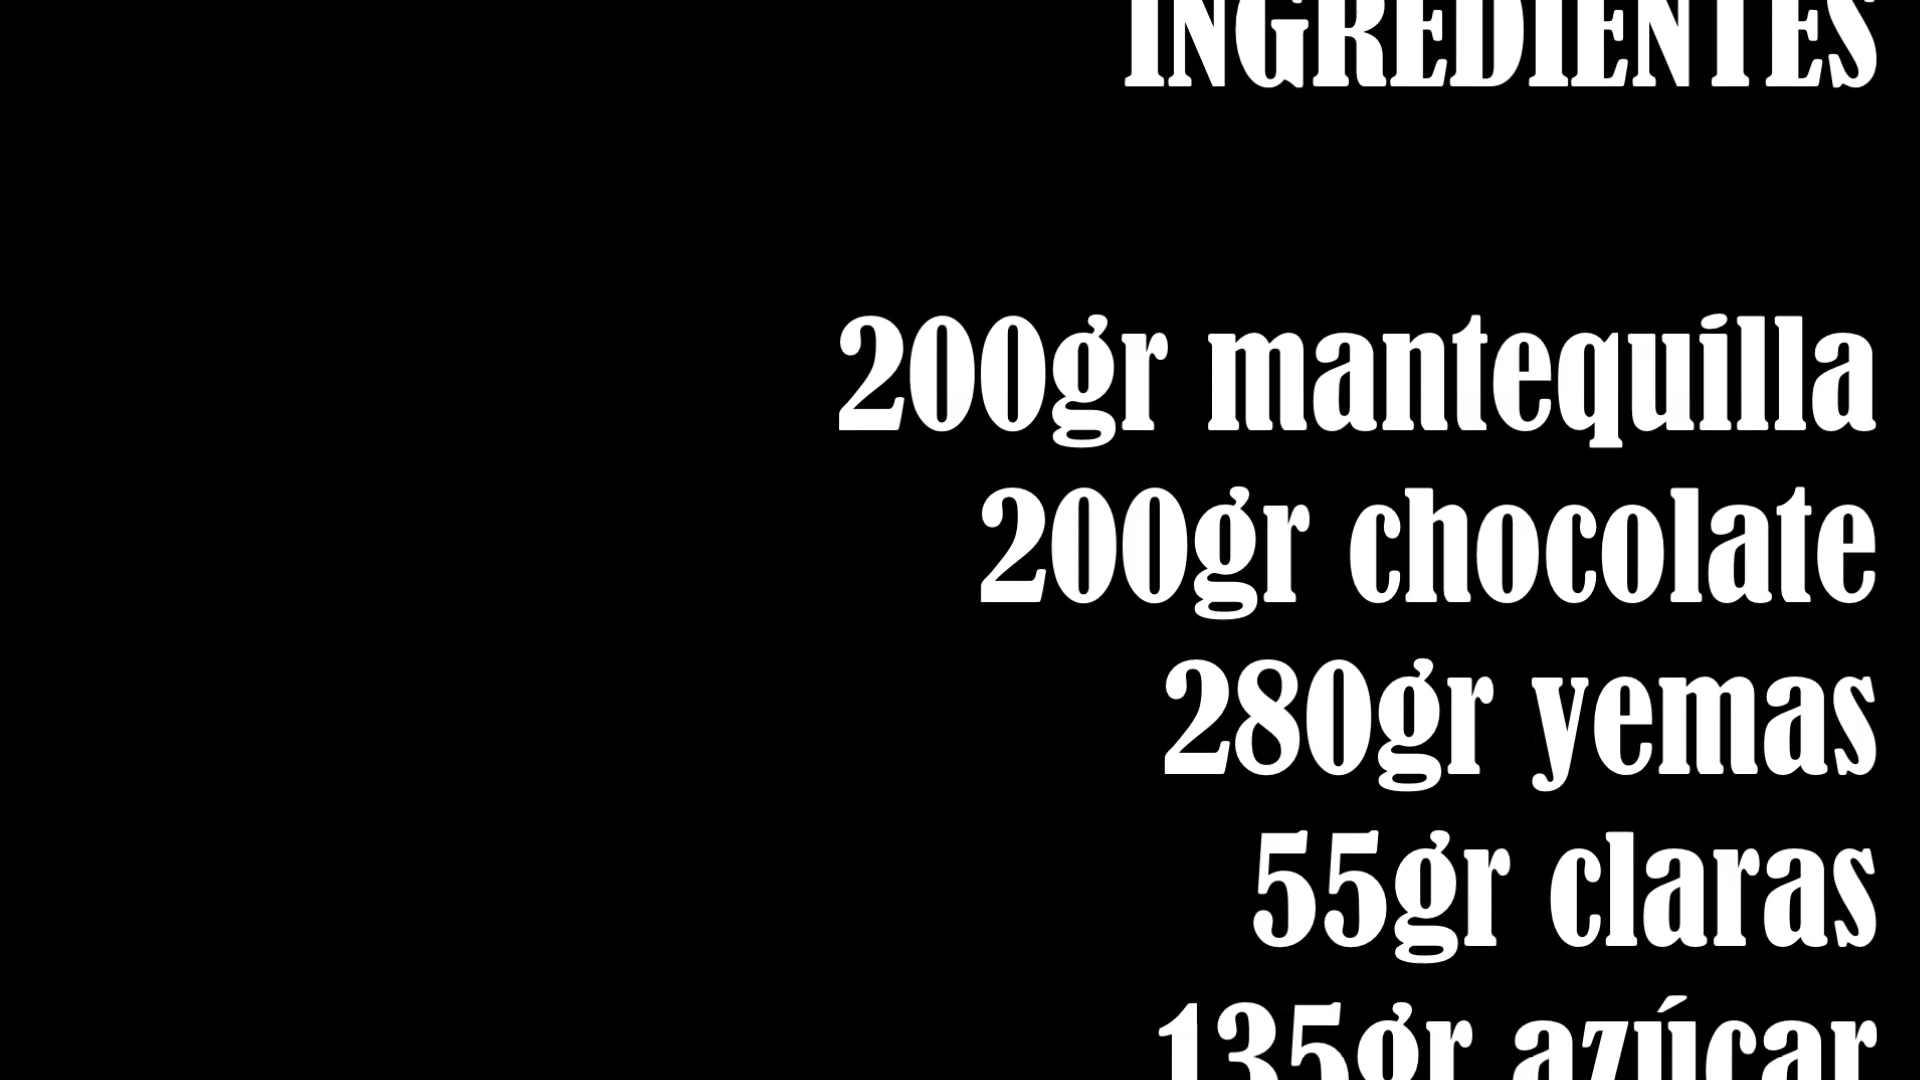 INGREDIENTES
200gr mantequilla
200gr chocolate
280gr yemas
55gr claras
135gr azúcar